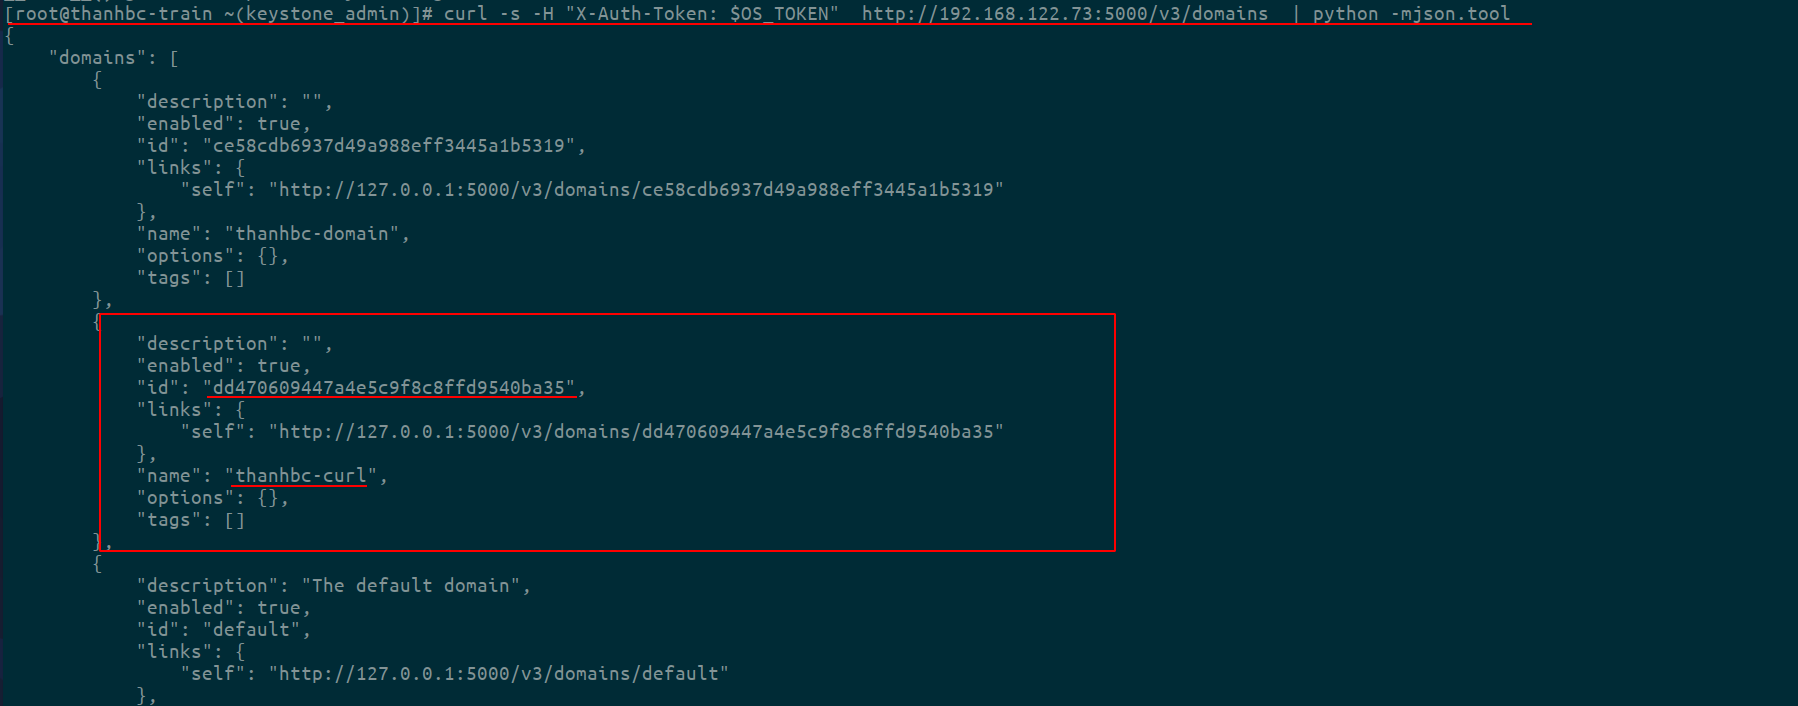 [root@thanhbc-train ~(keystone_admin)]# curl -s -H "X-Auth-Token: $OS_TOKEN"  http://192.168.122.73:5000/v3/domains  | python -mjson.tool
{
    "domains": [
        {
            "description": "",
            "enabled": true,
            "id": "ce58cdb6937d49a988eff3445a1b5319",
            "links": {
                "self": "http://127.0.0.1:5000/v3/domains/ce58cdb6937d49a988eff3445a1b5319"
            },
            "name": "thanhbc-domain",
            "options": {},
            "tags": []
        },
        {
            "description": "",
            "enabled": true,
            "id": "dd470609447a4e5c9f8c8ffd9540ba35",
            "links": {
                "self": "http://127.0.0.1:5000/v3/domains/dd470609447a4e5c9f8c8ffd9540ba35"
            },
            "name": "thanhbc-curl",
            "options": {},
            "tags": []
        },
        {
            "description": "The default domain",
            "enabled": true,
            "id": "default",
            "links": {
                "self": "http://127.0.0.1:5000/v3/domains/default"
            },